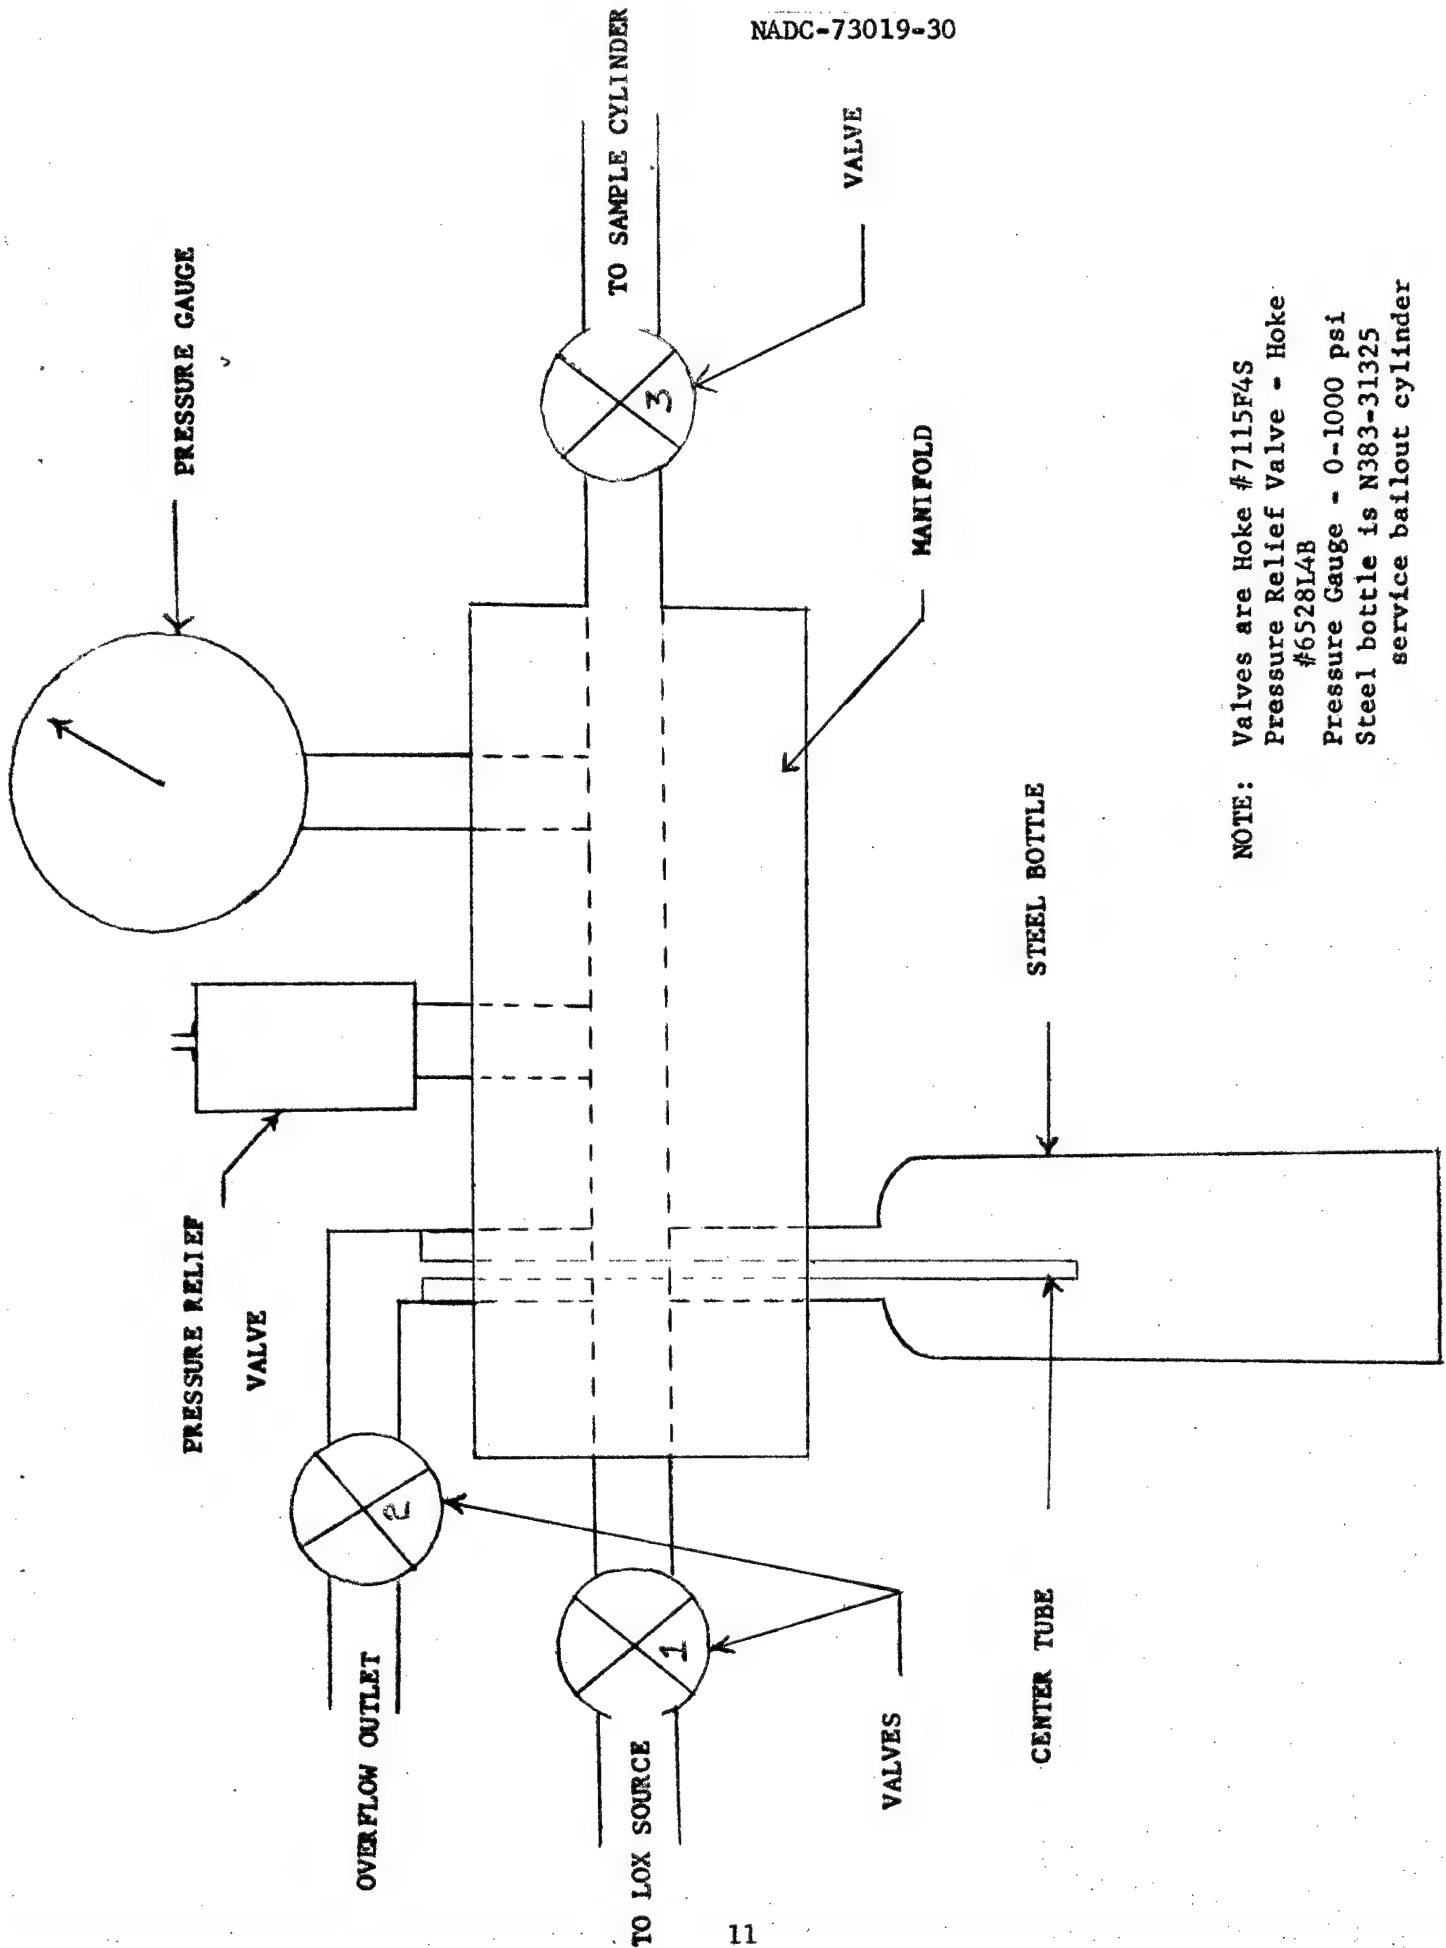 NADC-73019-30
PRESSURE GAUGE
TO SAMPLE CYLINDER
3
VALVE
PRESSURE RELIEF
VALVE
MANIFOLD
OVERFLOW OUTLET
2
TO LOX SOURCE
1
VALVES
CENTER TUBE
STEEL BOTTLE
NOTE: Valves are Hoke #7115F4S
Pressure Relief Valve - Hoke
#6528L4B
Pressure Gauge - 0-1000 psi
Steel bottle is N383-31325
service bailout cylinder
11